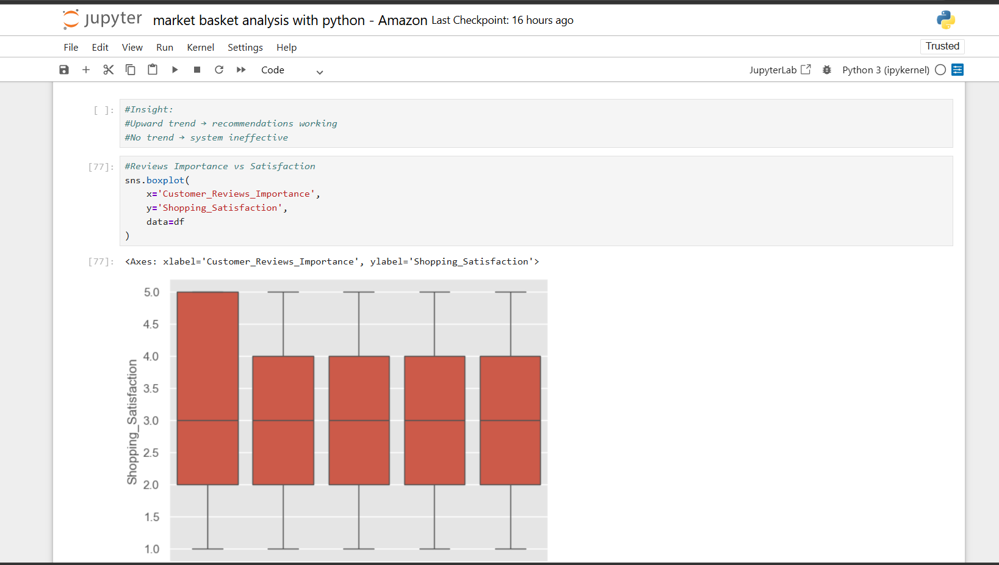 jupyter market basket analysis with python - Amazon Last Checkpoint: 16 hours ago
File Edit View Run Kernel Settings Help Trusted
Code JupyterLab Python 3 (ipykernel)
[ ]: #Insight:
#Upward trend → recommendations working
#No trend → system ineffective
[77]: #Reviews Importance vs Satisfaction
sns.boxplot(
    x='Customer_Reviews_Importance',
    y='Shopping_Satisfaction',
    data=df
)
[77]: <Axes: xlabel='Customer_Reviews_Importance', ylabel='Shopping_Satisfaction'>
Shopping_Satisfaction
5.0
4.5
4.0
3.5
3.0
2.5
2.0
1.5
1.0